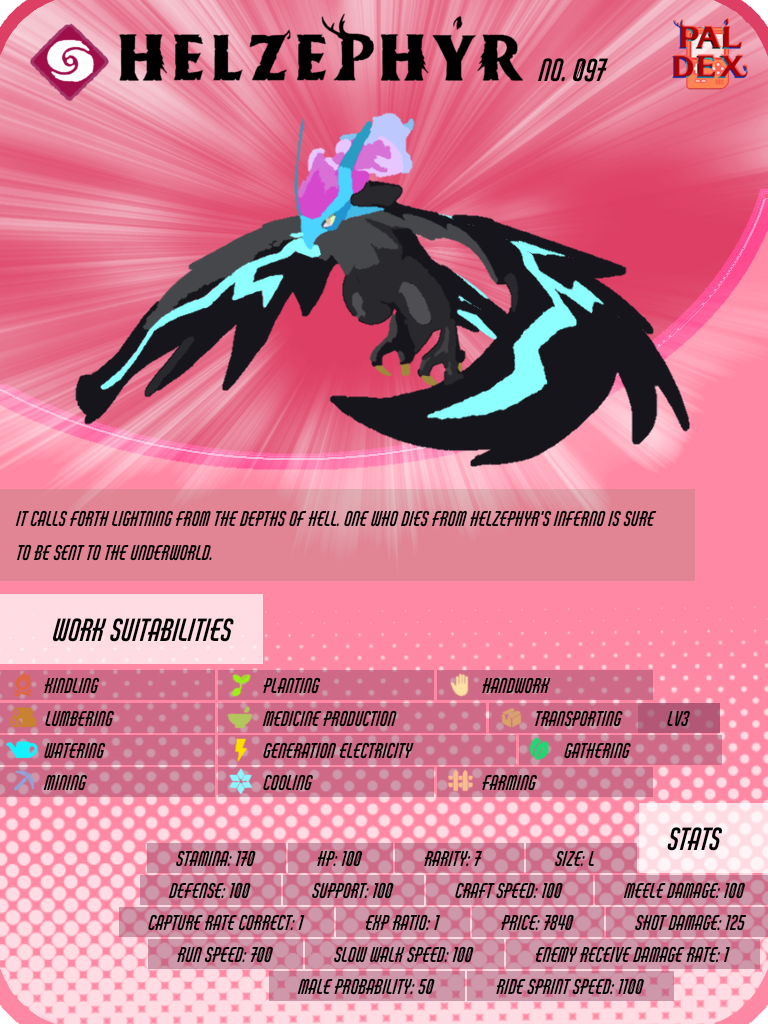 HELZEPHYR NO. 097
PAL
DEX
IT CALLS FORTH LIGHTNING FROM THE DEPTHS OF HELL. ONE WHO DIES FROM HELZEPHYR'S INFERNO IS SURE
TO BE SENT TO THE UNDERWORLD.
WORK SUITABILITIES
KINDLING PLANTING HANDWORK
LUMBERING MEDICINE PRODUCTION TRANSPORTING LV3
WATERING GENERATION ELECTRICITY GATHERING
MINING COOLING FARMING
STATS
STAMINA: 170 HP: 100 RARITY: 7 SIZE: L
DEFENSE: 100 SUPPORT: 100 CRAFT SPEED: 100 MEELE DAMAGE: 100
CAPTURE RATE CORRECT: 1 EXP RATIO: 1 PRICE: 7840 SHOT DAMAGE: 125
RUN SPEED: 700 SLOW WALK SPEED: 100 ENEMY RECEIVE DAMAGE RATE: 1
MALE PROBABILITY: 50 RIDE SPRINT SPEED: 1100